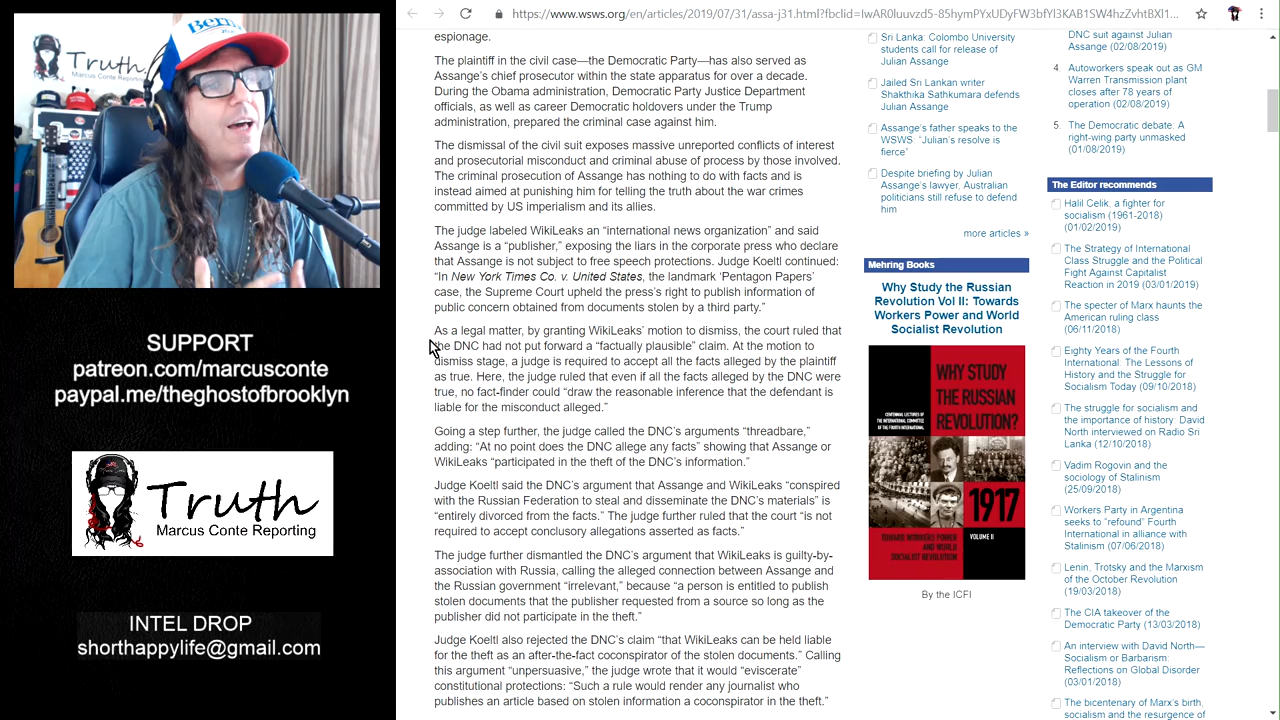 Bernie
Truth.
Marcus Conte Reporting
SUPPORT
patreon.com/marcusconte
paypal.me/theghostofbrooklyn
Truth
Marcus Conte Reporting
INTEL DROP
shorthappylife@gmail.com
https://www.wsws.org/en/articles/2019/07/31/assa-j31.html?fbclid=IwAR0luuvzd5-85hymPYxUDyFW3bfYl3KAB1SW4hzZvhtBXl1...
espionage.
The plaintiff in the civil case—the Democratic Party—has also served as
Assange's chief prosecutor within the state apparatus for over a decade.
During the Obama administration, Democratic Party Justice Department
officials, as well as career Democratic holdovers under the Trump
administration, prepared the criminal case against him.
The dismissal of the civil suit exposes massive unreported conflicts of interest
and prosecutorial misconduct and criminal abuse of process by those involved.
The criminal prosecution of Assange has nothing to do with facts and is
instead aimed at punishing him for telling the truth about the war crimes
committed by US imperialism and its allies.
The judge labeled WikiLeaks an “international news organization” and said
Assange is a “publisher,” exposing the liars in the corporate press who declare
that Assange is not subject to free speech protections. Judge Koeltl continued:
“In New York Times Co. v. United States, the landmark ‘Pentagon Papers’
case, the Supreme Court upheld the press's right to publish information of
public concern obtained from documents stolen by a third party.”
As a legal matter, by granting WikiLeaks’ motion to dismiss, the court ruled that
the DNC had not put forward a “factually plausible” claim. At the motion to
dismiss stage, a judge is required to accept all the facts alleged by the plaintiff
as true. Here, the judge ruled that even if all the facts alleged by the DNC were
true, no fact-finder could “draw the reasonable inference that the defendant is
liable for the misconduct alleged.”
Going a step further, the judge called the DNC's arguments “threadbare,”
adding: “At no point does the DNC allege any facts” showing that Assange or
WikiLeaks “participated in the theft of the DNC's information.”
Judge Koeltl said the DNC's argument that Assange and WikiLeaks “conspired
with the Russian Federation to steal and disseminate the DNC's materials” is
“entirely divorced from the facts.” The judge further ruled that the court “is not
required to accept conclusory allegations asserted as facts.”
The judge further dismantled the DNC's argument that WikiLeaks is guilty-by-
association with Russia, calling the alleged connection between Assange and
the Russian government “irrelevant,” because “a person is entitled to publish
stolen documents that the publisher requested from a source so long as the
publisher did not participate in the theft.”
Judge Koeltl also rejected the DNC's claim “that WikiLeaks can be held liable
for the theft as an after-the-fact coconspirator of the stolen documents.” Calling
this argument “unpersuasive,” the judge wrote that it would “eviscerate”
constitutional protections: “Such a rule would render any journalist who
publishes an article based on stolen information a coconspirator in the theft.”
Sri Lanka: Colombo University
students call for release of
Julian Assange
Jailed Sri Lankan writer
Shakthika Sathkumara defends
Julian Assange
Assange's father speaks to the
WSWS: “Julian's resolve is
fierce”
Despite briefing by Julian
Assange's lawyer, Australian
politicians still refuse to defend
him
more articles »
Mehring Books
Why Study the Russian
Revolution Vol II: Towards
Workers Power and World
Socialist Revolution
WHY STUDY
THE RUSSIAN
REVOLUTION?
CENTENNIAL LECTURES OF
THE INTERNATIONAL COMMITTEE
OF THE FOURTH INTERNATIONAL
1917
VOLUME II
TOWARD WORKERS POWER AND
WORLD SOCIALIST REVOLUTION
By the ICFI
DNC suit against Julian
Assange (02/08/2019)
4 Autoworkers speak out as GM
Warren Transmission plant
closes after 78 years of
operation (02/08/2019)
5. The Democratic debate: A
right-wing party unmasked
(01/08/2019)
The Editor recommends
Halil Celik, a fighter for
socialism (1961-2018)
(01/02/2019)
The Strategy of International
Class Struggle and the Political
Fight Against Capitalist
Reaction in 2019 (03/01/2019)
The specter of Marx haunts the
American ruling class
(06/11/2018)
Eighty Years of the Fourth
International: The Lessons of
History and the Struggle for
Socialism Today (09/10/2018)
The struggle for socialism and
the importance of history: David
North interviewed on Radio Sri
Lanka (12/10/2018)
Vadim Rogovin and the
sociology of Stalinism
(25/09/2018)
Workers Party in Argentina
seeks to “refound” Fourth
International in alliance with
Stalinism (07/06/2018)
Lenin, Trotsky and the Marxism
of the October Revolution
(19/03/2018)
The CIA takeover of the
Democratic Party (13/03/2018)
An interview with David North—
Socialism or Barbarism:
Reflections on Global Disorder
(03/01/2018)
The bicentenary of Marx's birth,
socialism and the resurgence of